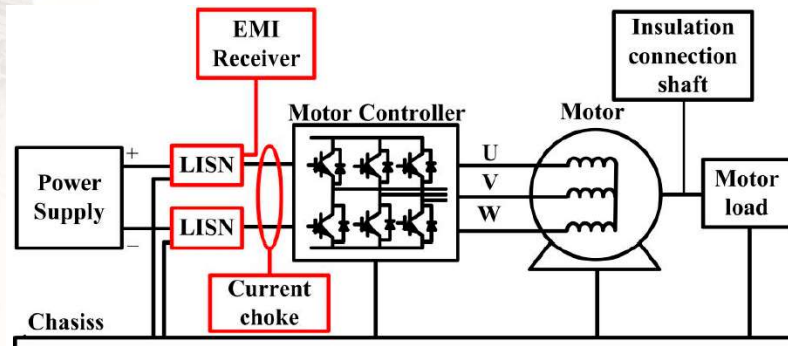 EMI
Receiver
Insulation
connection
shaft
Motor Controller
Motor
+
LISN
U
Power
Supply
V
Motor
load
LISN
W
−
Current
choke
Chasiss